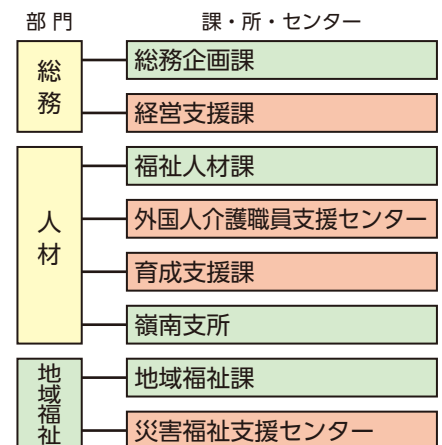 部門 課・所・センター
総務
総務企画課
経営支援課
人材
福祉人材課
外国人介護職員支援センター
育成支援課
嶺南支所
地域福祉
地域福祉課
災害福祉支援センター